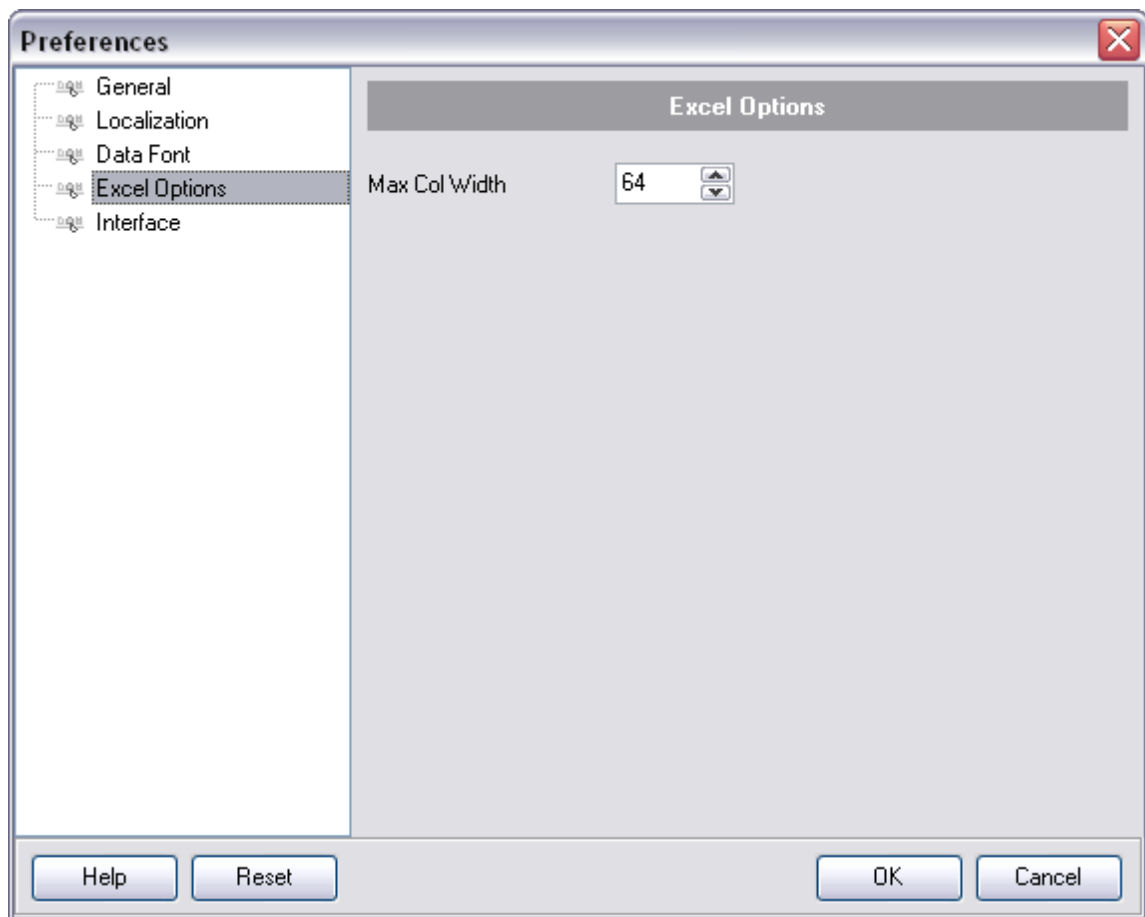 Preferences
General
Localization
Data Font
Excel Options
Interface
Excel Options
Max Col Width 64
Help Reset OK Cancel